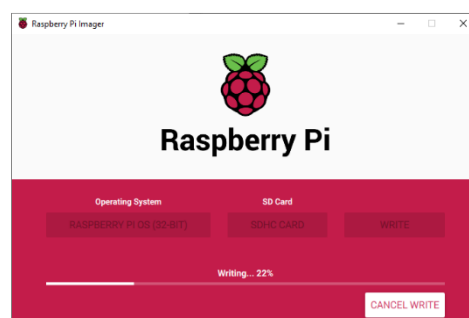 Raspberry Pi Imager
Raspberry Pi
Operating System SD Card
RASPBERRY PI OS (32-BIT) SDHC CARD WRITE
Writing... 22%
CANCEL WRITE